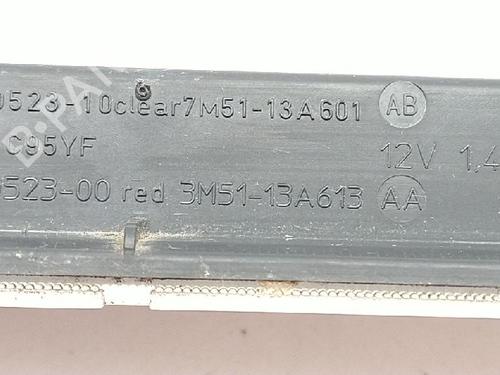 0523-10clear7M51-13A601 AB
C95YF 12V 1,4
0523-00 red 3M51-13A613 AA